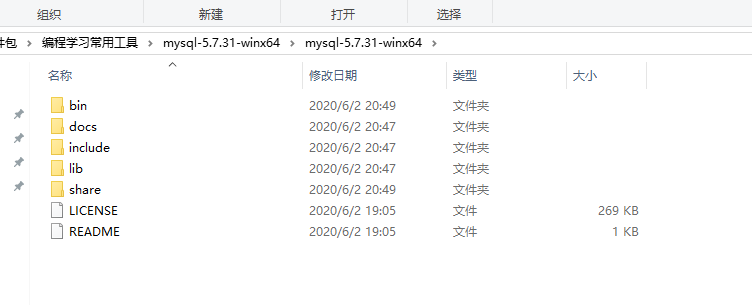 组织 新建 打开 选择
件包 编程学习常用工具 mysql-5.7.31-winx64 mysql-5.7.31-winx64
名称 修改日期 类型 大小
bin 2020/6/2 20:49 文件夹
docs 2020/6/2 20:47 文件夹
include 2020/6/2 20:47 文件夹
lib 2020/6/2 20:47 文件夹
share 2020/6/2 20:49 文件夹
LICENSE 2020/6/2 19:05 文件 269 KB
README 2020/6/2 19:05 文件 1 KB